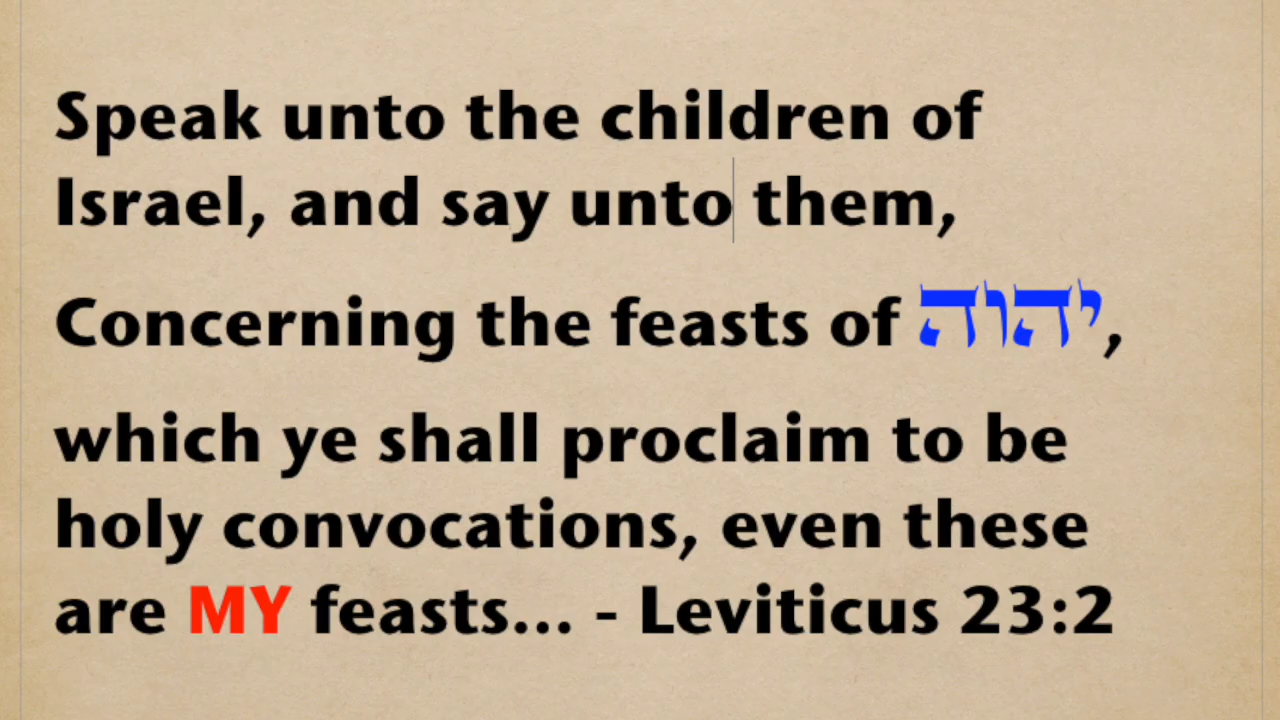 Speak unto the children of
Israel, and say unto them,
Concerning the feasts of יהוה,
which ye shall proclaim to be
holy convocations, even these
are MY feasts... - Leviticus 23:2